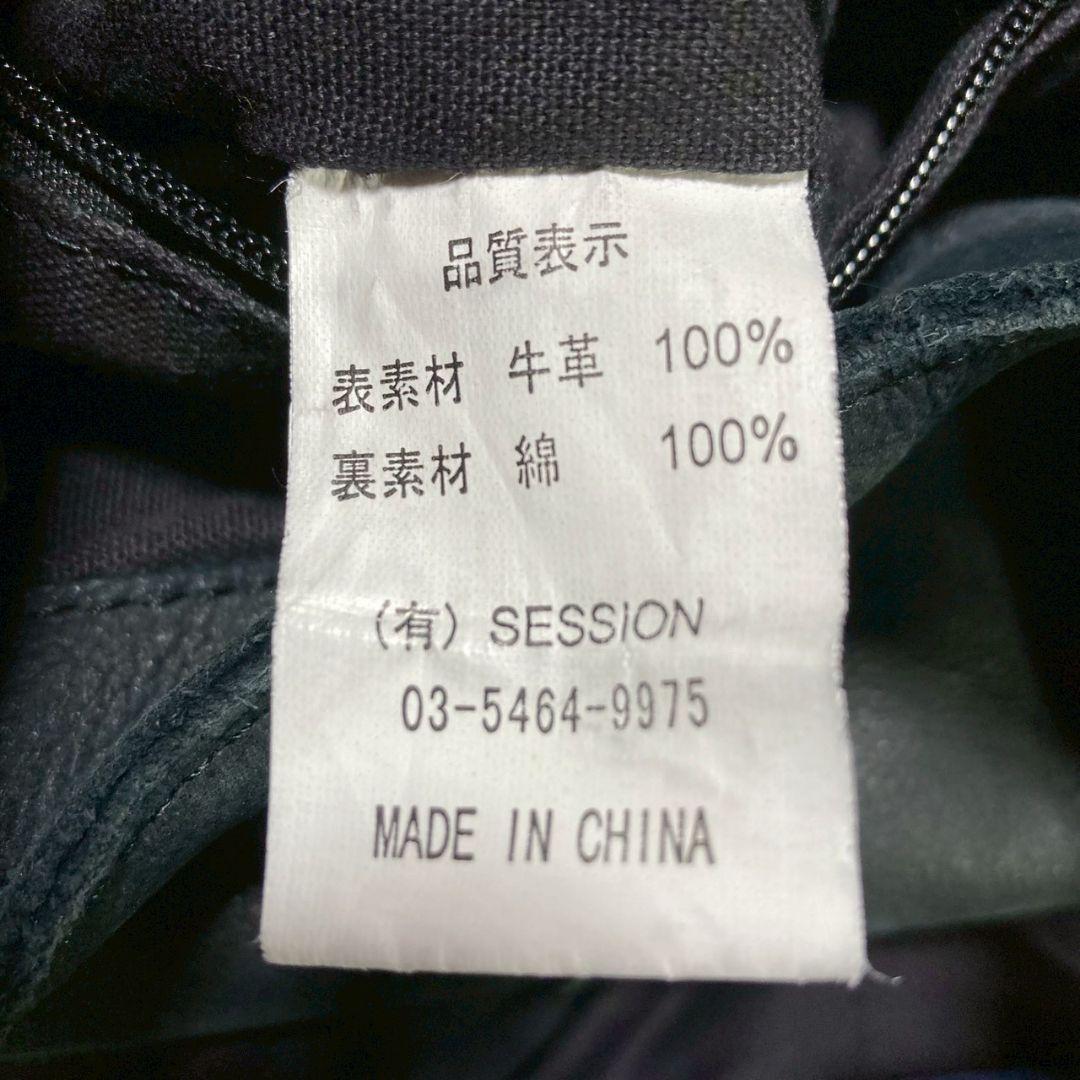 品質表示
表素材 牛革 100%
裏素材 綿 100%
(有) SESSION
03-5464-9975
MADE IN CHINA